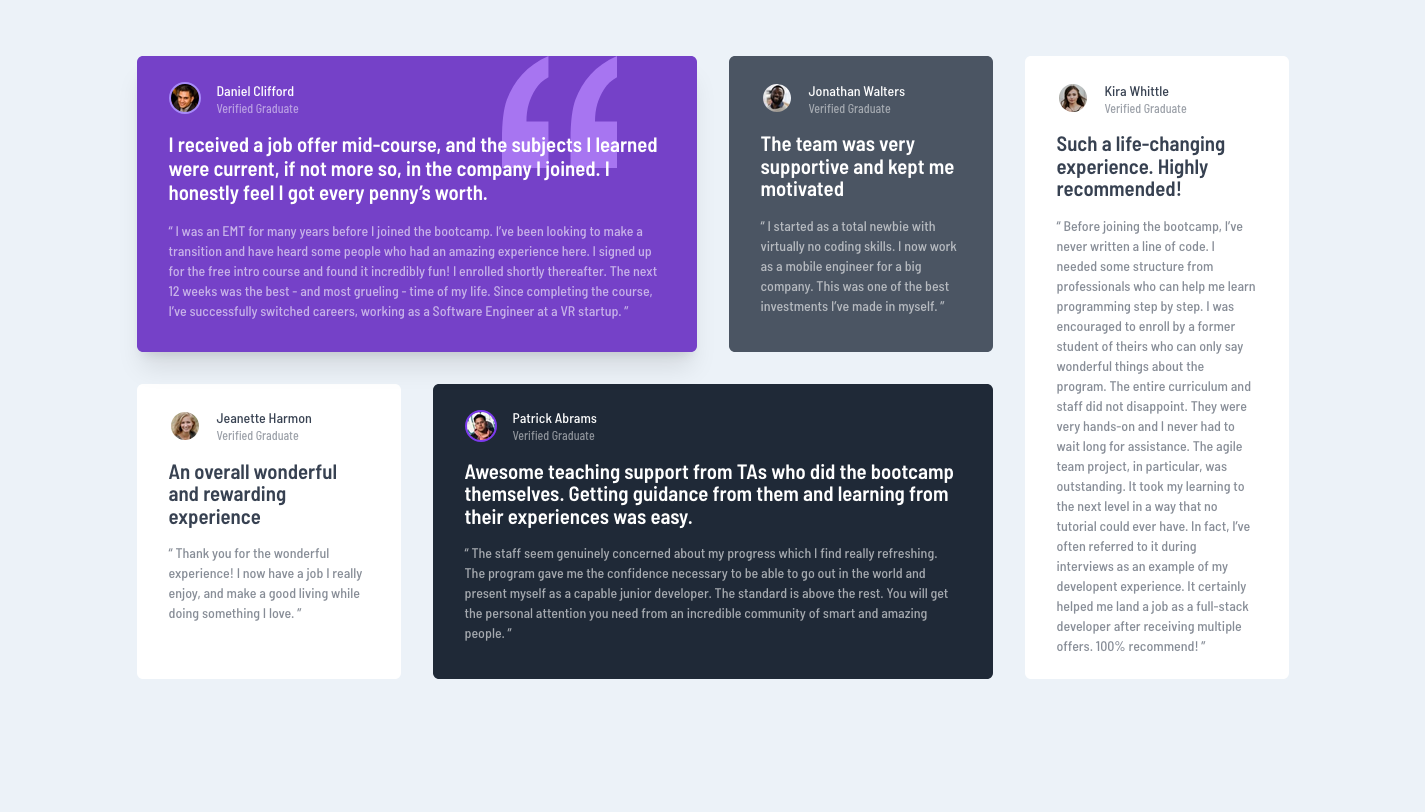 Daniel Clifford
Verified Graduate
I received a job offer mid-course, and the subjects I learned
were current, if not more so, in the company I joined. I
honestly feel I got every penny’s worth.
“ I was an EMT for many years before I joined the bootcamp. I’ve been looking to make a
transition and have heard some people who had an amazing experience here. I signed up
for the free intro course and found it incredibly fun! I enrolled shortly thereafter. The next
12 weeks was the best - and most grueling - time of my life. Since completing the course,
I’ve successfully switched careers, working as a Software Engineer at a VR startup. ”
Jonathan Walters
Verified Graduate
The team was very
supportive and kept me
motivated
“ I started as a total newbie with
virtually no coding skills. I now work
as a mobile engineer for a big
company. This was one of the best
investments I’ve made in myself. ”
Kira Whittle
Verified Graduate
Such a life-changing
experience. Highly
recommended!
“ Before joining the bootcamp, I’ve
never written a line of code. I
needed some structure from
professionals who can help me learn
programming step by step. I was
encouraged to enroll by a former
student of theirs who can only say
wonderful things about the
program. The entire curriculum and
staff did not disappoint. They were
very hands-on and I never had to
wait long for assistance. The agile
team project, in particular, was
outstanding. It took my learning to
the next level in a way that no
tutorial could ever have. In fact, I’ve
often referred to it during
interviews as an example of my
developent experience. It certainly
helped me land a job as a full-stack
developer after receiving multiple
offers. 100% recommend! ”
Jeanette Harmon
Verified Graduate
An overall wonderful
and rewarding
experience
“ Thank you for the wonderful
experience! I now have a job I really
enjoy, and make a good living while
doing something I love. ”
Patrick Abrams
Verified Graduate
Awesome teaching support from TAs who did the bootcamp
themselves. Getting guidance from them and learning from
their experiences was easy.
“ The staff seem genuinely concerned about my progress which I find really refreshing.
The program gave me the confidence necessary to be able to go out in the world and
present myself as a capable junior developer. The standard is above the rest. You will get
the personal attention you need from an incredible community of smart and amazing
people. ”